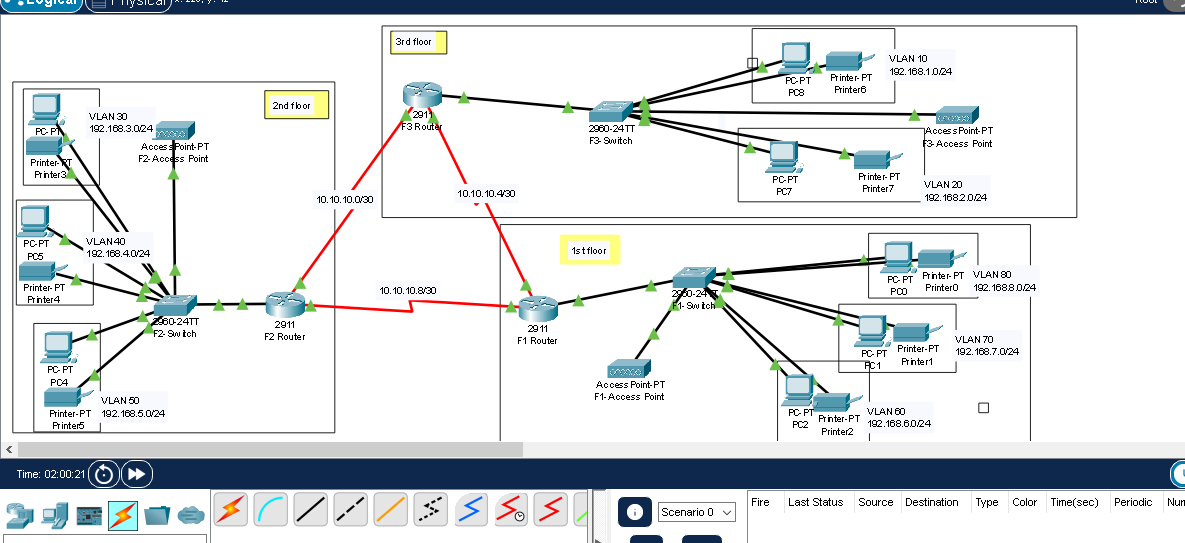 Logical
Physical
Root
3rd floor
2911
F3 Router
2960-24TT
F3- Switch
PC-PT
PC8
Printer-PT
Printer6
VLAN 10
192.168.1.0/24
AccessPoint-PT
F3- Access Point
PC-PT
PC7
Printer-PT
Printer7
VLAN 20
192.168.2.0/24
2nd floor
PC-PT
Printer-PT
Printer3
VLAN 30
192.168.3.0/24
AccessPoint-PT
F2- Access Point
PC-PT
PC5
Printer-PT
Printer4
VLAN 40
192.168.4.0/24
2960-24TT
F2- Switch
2911
F2 Router
PC-PT
PC4
Printer-PT
Printer5
VLAN 50
192.168.5.0/24
10.10.10.0/30
10.10.10.4/30
10.10.10.8/30
1st floor
2911
F1 Router
2960-24TT
F1- Switch
AccessPoint-PT
F1- Access Point
PC-PT
PC0
Printer-PT
Printer0
VLAN 80
192.168.8.0/24
PC-PT
PC1
Printer-PT
Printer1
VLAN 70
192.168.7.0/24
PC-PT
PC2
Printer-PT
Printer2
VLAN 60
192.168.6.0/24
Time: 02:00:21
Scenario 0
Fire Last Status Source Destination Type Color Time(sec) Periodic Num